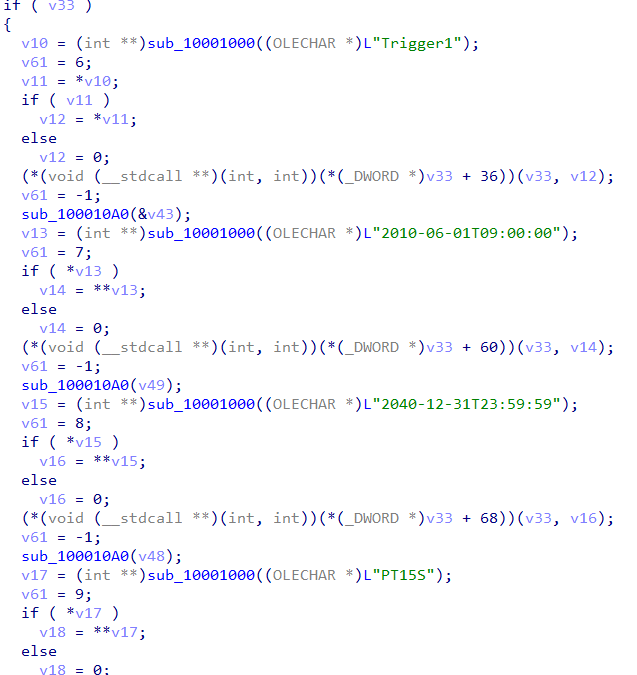 if ( v33 )
{
  v10 = (int **)sub_10001000((OLECHAR *)L"Trigger1");
  v61 = 6;
  v11 = *v10;
  if ( v11 )
    v12 = *v11;
  else
    v12 = 0;
  (*(void (__stdcall **)(int, int))(*(_DWORD *)v33 + 36))(v33, v12);
  v61 = -1;
  sub_100010A0(&v43);
  v13 = (int **)sub_10001000((OLECHAR *)L"2010-06-01T09:00:00");
  v61 = 7;
  if ( *v13 )
    v14 = **v13;
  else
    v14 = 0;
  (*(void (__stdcall **)(int, int))(*(_DWORD *)v33 + 60))(v33, v14);
  v61 = -1;
  sub_100010A0(v49);
  v15 = (int **)sub_10001000((OLECHAR *)L"2040-12-31T23:59:59");
  v61 = 8;
  if ( *v15 )
    v16 = **v15;
  else
    v16 = 0;
  (*(void (__stdcall **)(int, int))(*(_DWORD *)v33 + 68))(v33, v16);
  v61 = -1;
  sub_100010A0(v48);
  v17 = (int **)sub_10001000((OLECHAR *)L"PT15S");
  v61 = 9;
  if ( *v17 )
    v18 = **v17;
  else
    v18 = 0;